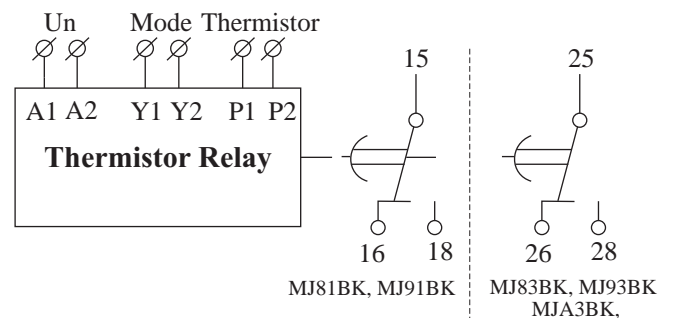 Un Mode Thermistor
A1 A2 Y1 Y2 P1 P2
Thermistor Relay
15
16 18
MJ81BK, MJ91BK
25
26 28
MJ83BK, MJ93BK
MJA3BK,